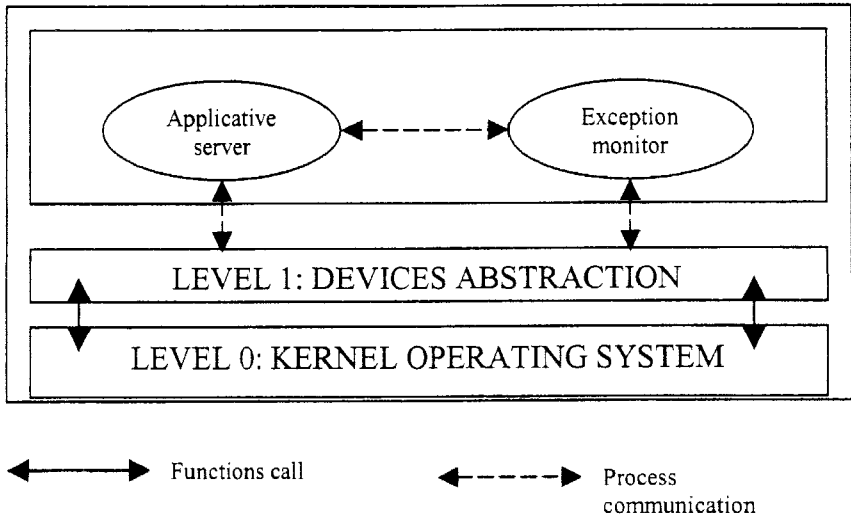 Applicative
server
Exception
monitor
LEVEL 1: DEVICES ABSTRACTION
LEVEL 0: KERNEL OPERATING SYSTEM
Functions call
Process
communication